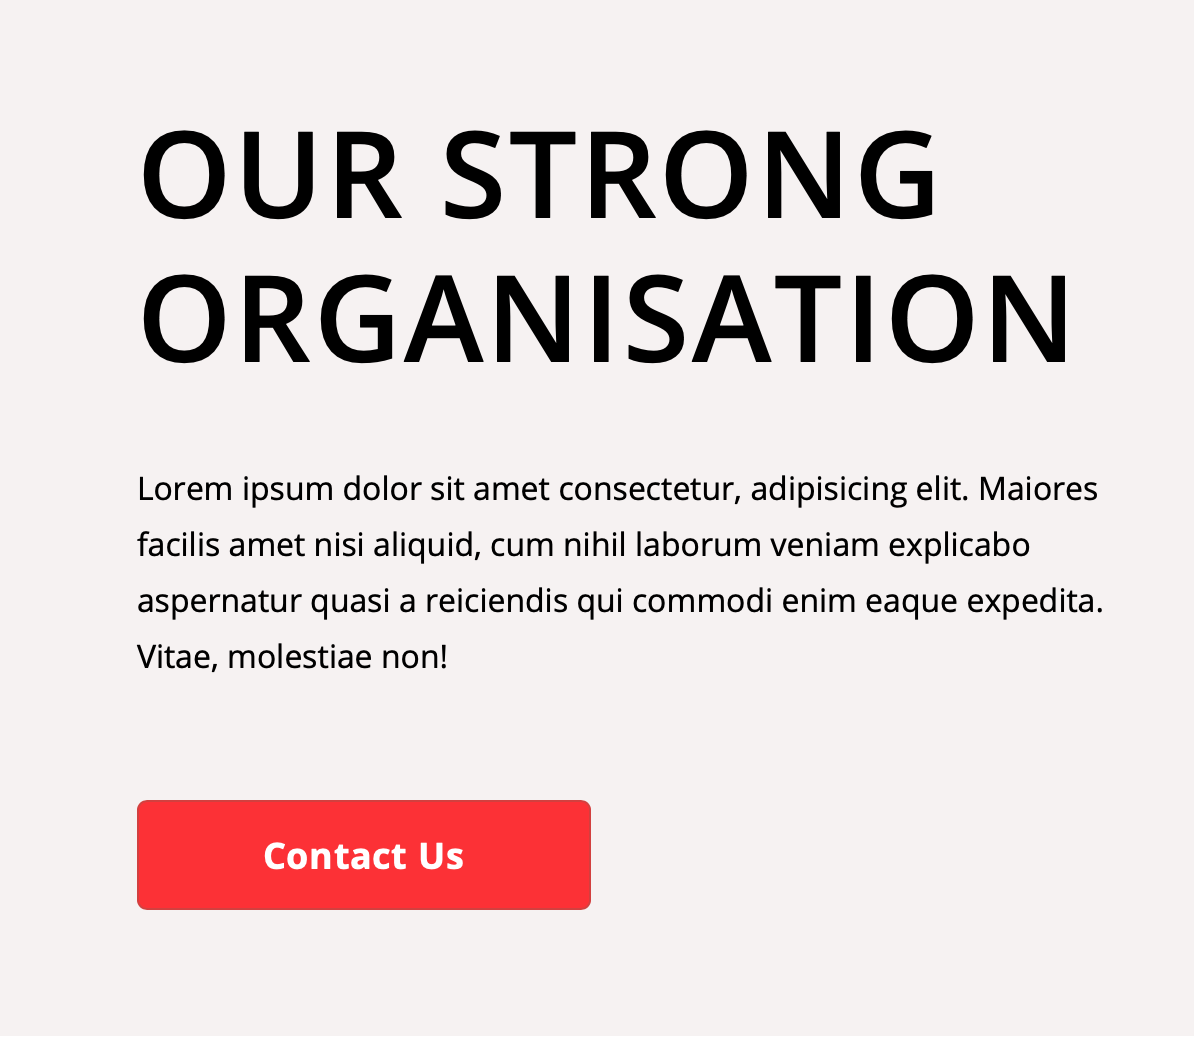 OUR STRONG
ORGANISATION
Lorem ipsum dolor sit amet consectetur, adipisicing elit. Maiores
facilis amet nisi aliquid, cum nihil laborum veniam explicabo
aspernatur quasi a reiciendis qui commodi enim eaque expedita.
Vitae, molestiae non!
Contact Us